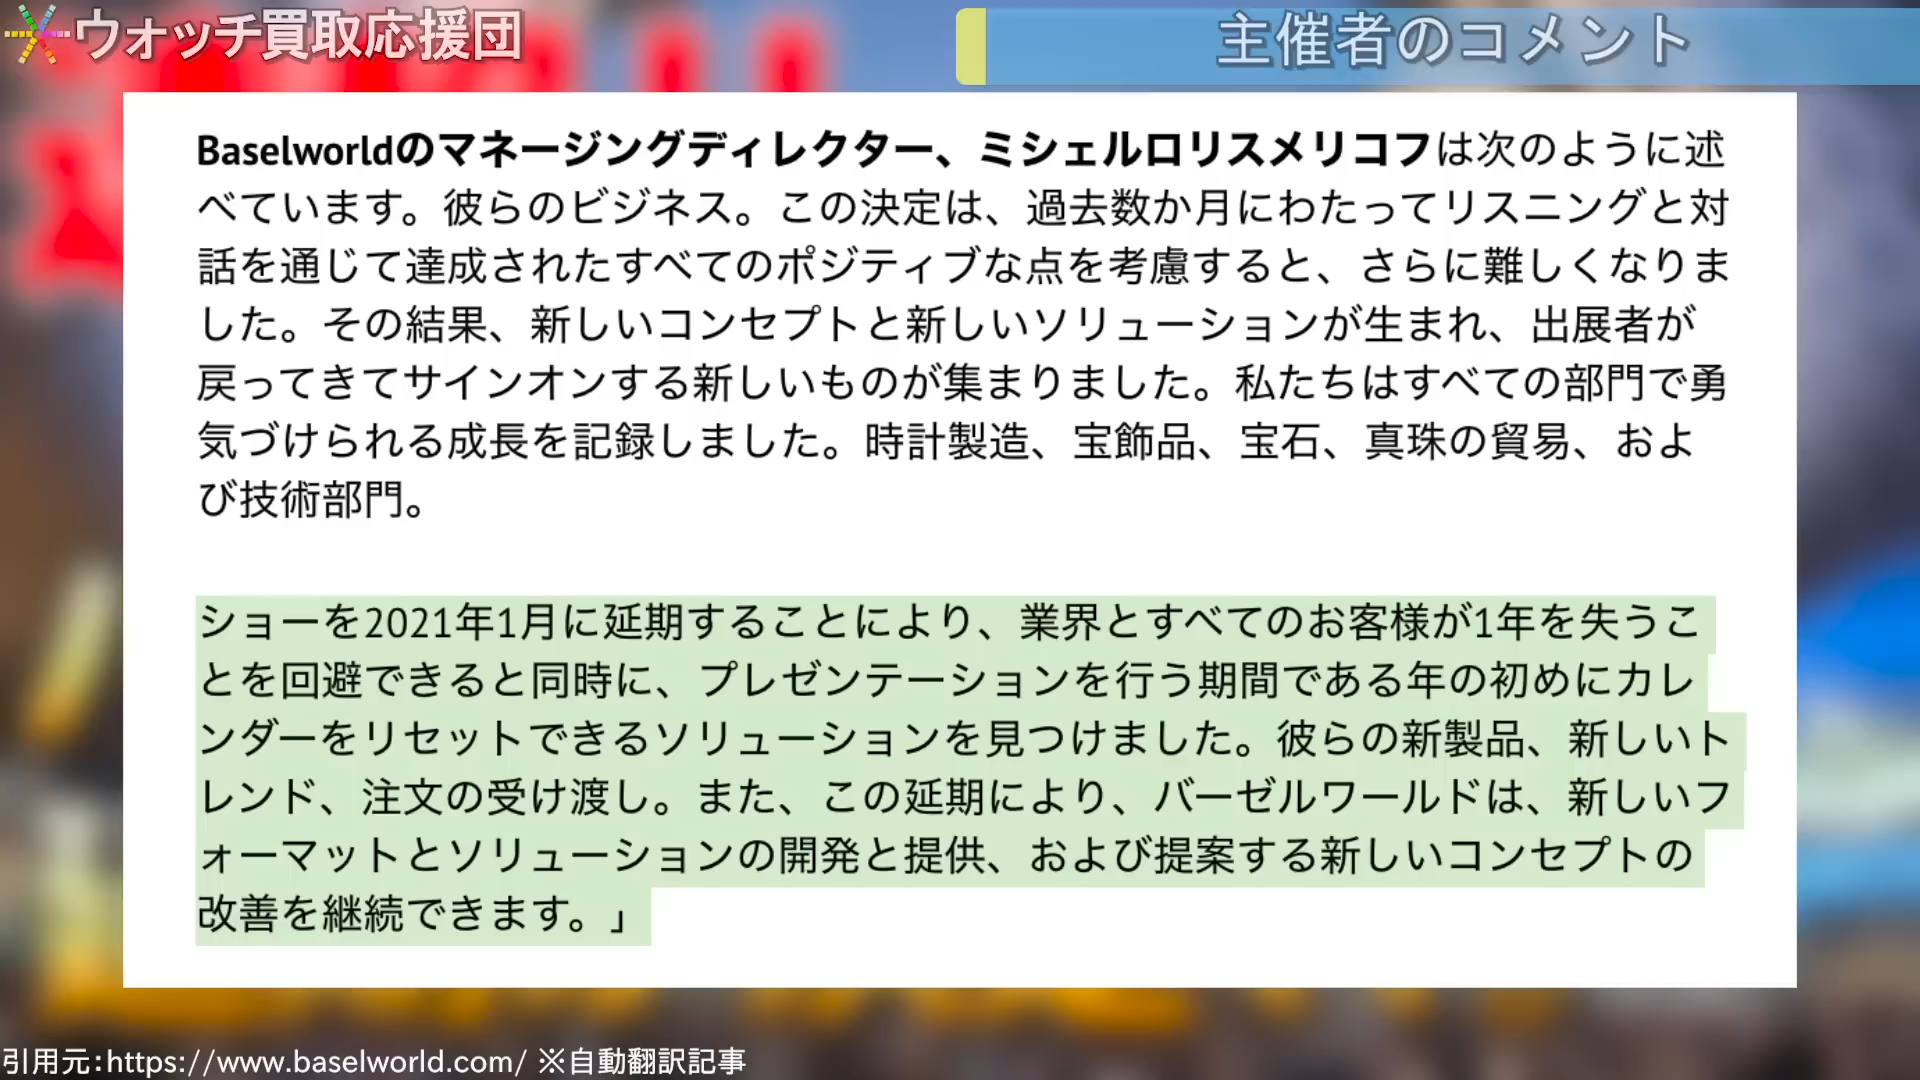 ウォッチ買取応援団
主催者のコメント
Baselworldのマネージングディレクター、ミシェルロリスメリコフは次のように述
べています。彼らのビジネス。この決定は、過去数か月にわたってリスニングと対
話を通じて達成されたすべてのポジティブな点を考慮すると、さらに難しくなりま
した。その結果、新しいコンセプトと新しいソリューションが生まれ、出展者が
戻ってきてサインオンする新しいものが集まりました。私たちはすべての部門で勇
気づけられる成長を記録しました。時計製造、宝飾品、宝石、真珠の貿易、およ
び技術部門。
ショーを2021年1月に延期することにより、業界とすべてのお客様が1年を失うこ
とを回避できると同時に、プレゼンテーションを行う期間である年の初めにカレ
ンダーをリセットできるソリューションを見つけました。彼らの新製品、新しいト
レンド、注文の受け渡し。また、この延期により、バーゼルワールドは、新しいフ
ォーマットとソリューションの開発と提供、および提案する新しいコンセプトの
改善を継続できます。」
引用元：https://www.baselworld.com/ ※自動翻訳記事